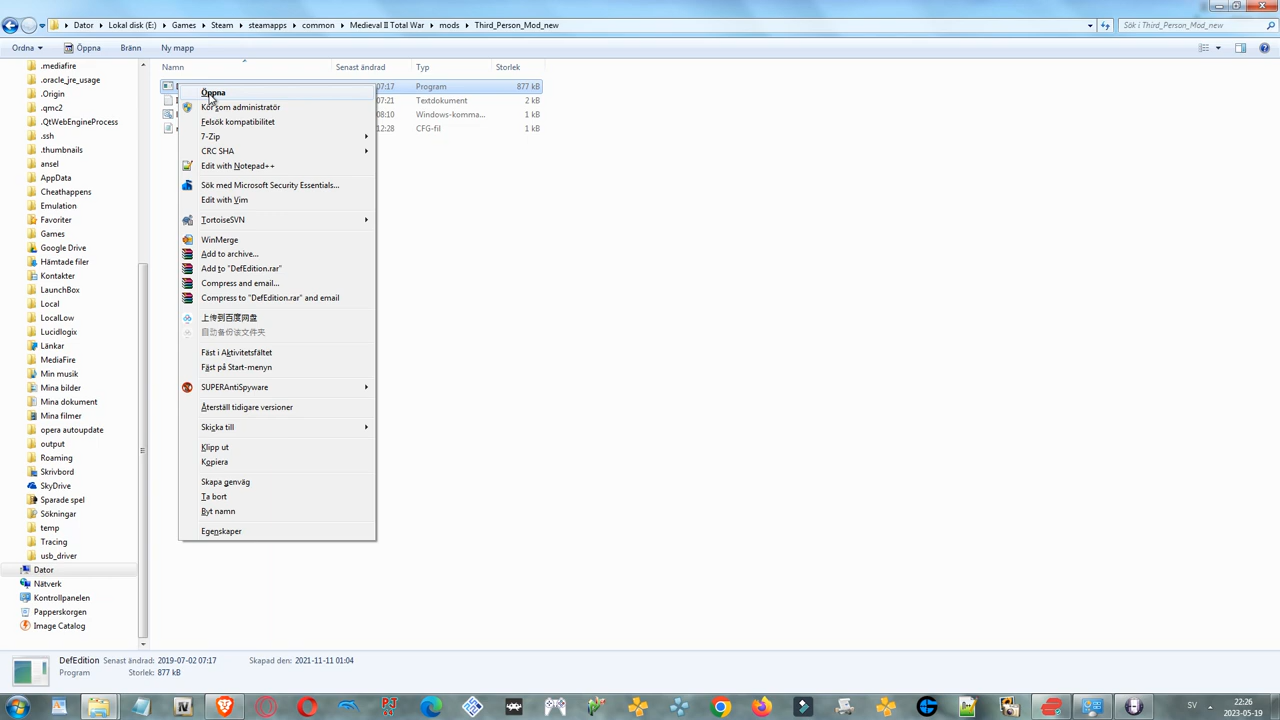 Dator ▸ Lokal disk (E:) ▸ Games ▸ Steam ▸ steamapps ▸ common ▸ Medieval II Total War ▸ mods ▸ Third_Person_Mod_new
Sök i Third_Person_Mod_new
Ordna Öppna Bränn Ny mapp
Namn Senast ändrad Typ Storlek
07:17 Program 877 kB
07:21 Textdokument 2 kB
08:10 Windows-komma... 1 kB
12:28 CFG-fil 1 kB
.mediafire
.oracle_jre_usage
.Origin
.qmc2
.QtWebEngineProcess
.ssh
.thumbnails
ansel
AppData
Cheathappens
Emulation
Favoriter
Games
Google Drive
Hämtade filer
Kontakter
LaunchBox
Local
LocalLow
Lucidlogix
Länkar
MediaFire
Min musik
Mina bilder
Mina dokument
Mina filmer
opera autoupdate
output
Roaming
Skrivbord
SkyDrive
Sparade spel
Sökningar
temp
Tracing
usb_driver
Dator
Nätverk
Kontrollpanelen
Papperskorgen
Image Catalog
Öppna
Kör som administratör
Felsök kompatibilitet
7-Zip
CRC SHA
Edit with Notepad++
Sök med Microsoft Security Essentials...
Edit with Vim
TortoiseSVN
WinMerge
Add to archive...
Add to "DefEdition.rar"
Compress and email...
Compress to "DefEdition.rar" and email
上传到百度网盘
自动备份该文件夹
Fäst i Aktivitetsfältet
Fäst på Start-menyn
SUPERAntiSpyware
Återställ tidigare versioner
Skicka till
Klipp ut
Kopiera
Skapa genväg
Ta bort
Byt namn
Egenskaper
DefEdition Senast ändrad: 2019-07-02 07:17 Skapad den: 2021-11-11 01:04
Program Storlek: 877 kB
SV 22:26
2023-05-19